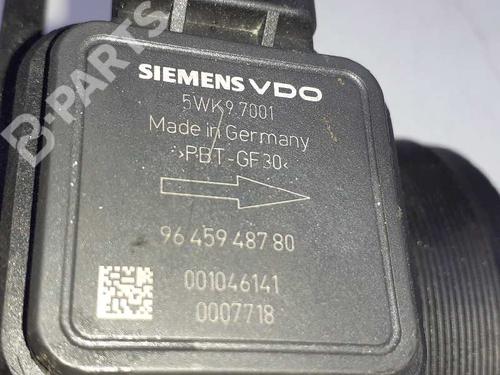 B-PARTS
SIEMENS VDO
5WK9 7001
Made in Germany
>PBT-GF30<
96 459 487 80
001046141
0007718